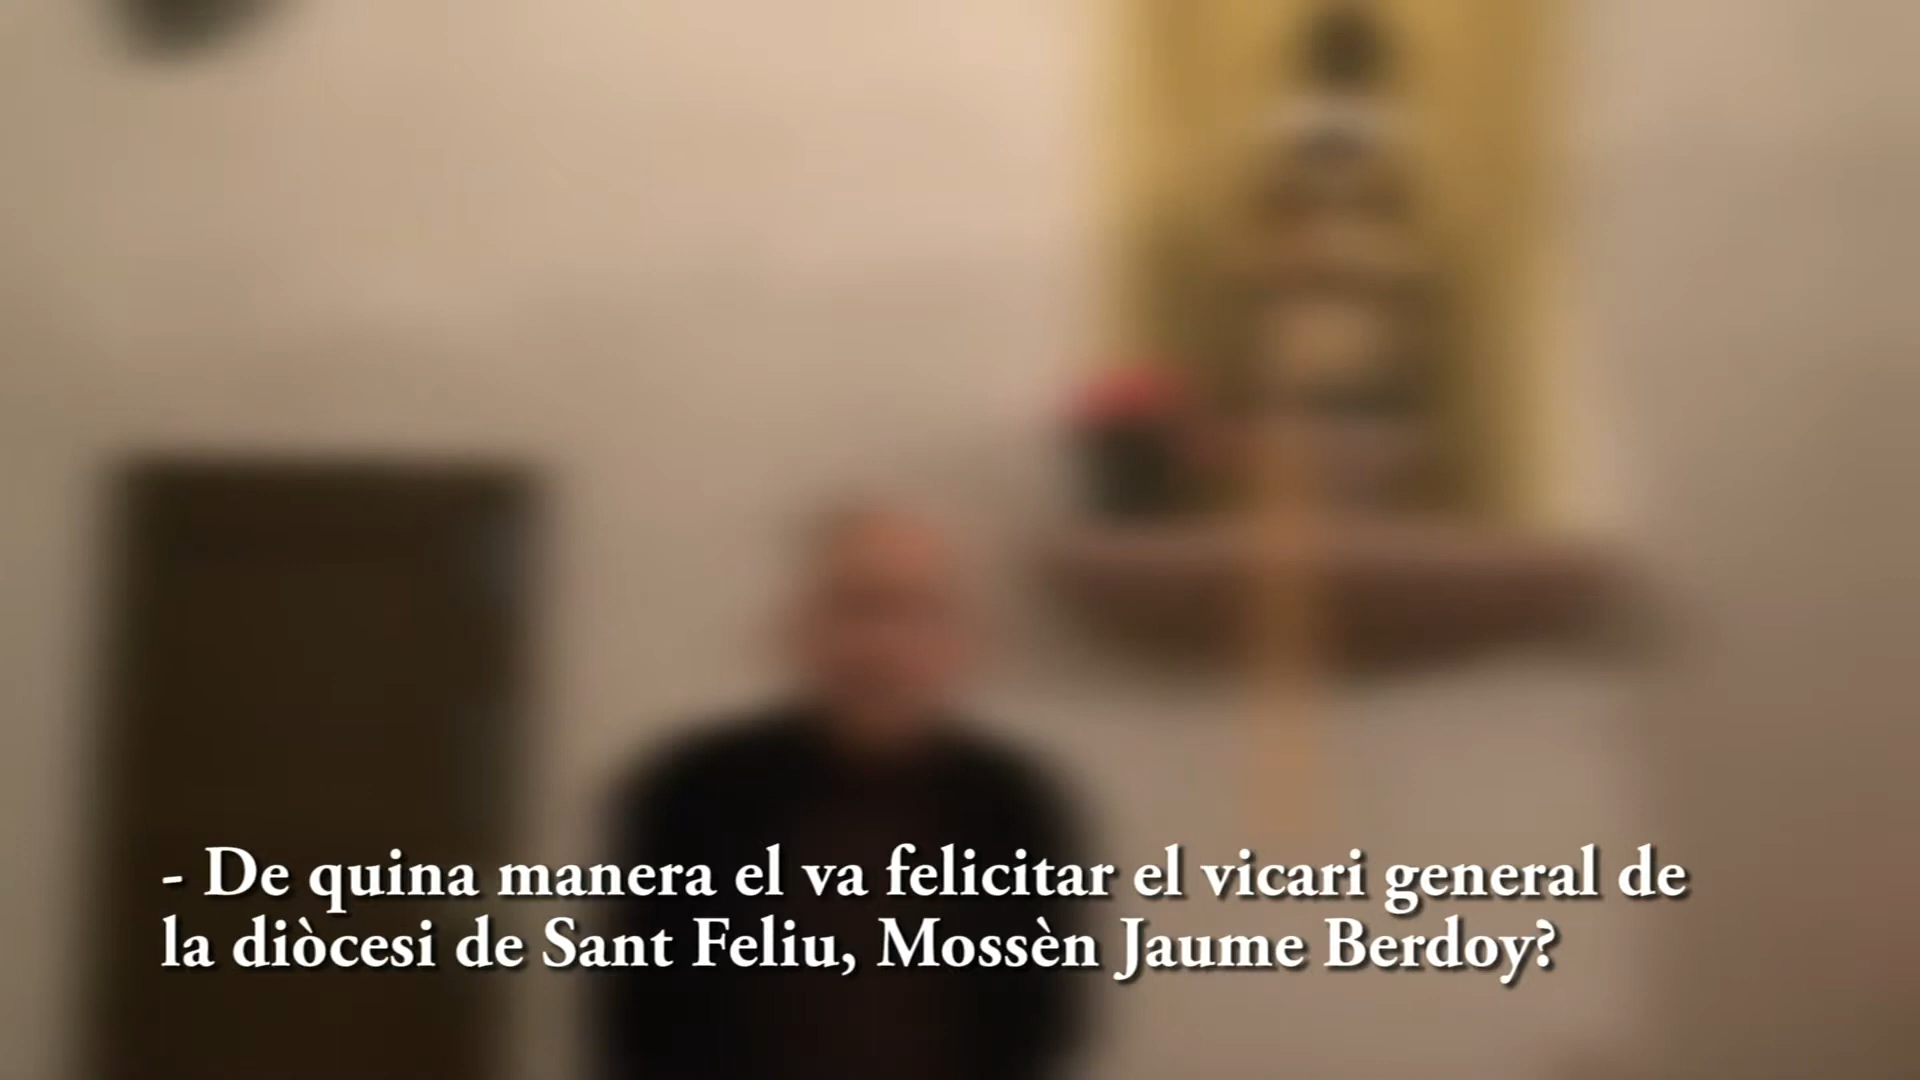 - De quina manera el va felicitar el vicari general de
la diòcesi de Sant Feliu, Mossèn Jaume Berdoy?